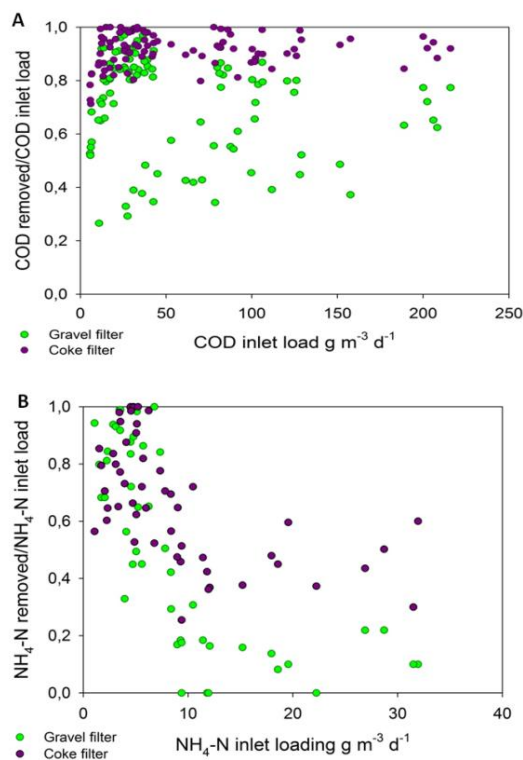 A
COD removed/COD inlet load
1,0
0,8
0,6
0,4
0,2
0,0
0 50 100 150 200 250
COD inlet load g m⁻³ d⁻¹
Gravel filter
Coke filter
B
NH₄-N removed/NH₄-N inlet load
1,0
0,8
0,6
0,4
0,2
0,0
0 10 20 30 40
NH₄-N inlet loading g m⁻³ d⁻¹
Gravel filter
Coke filter